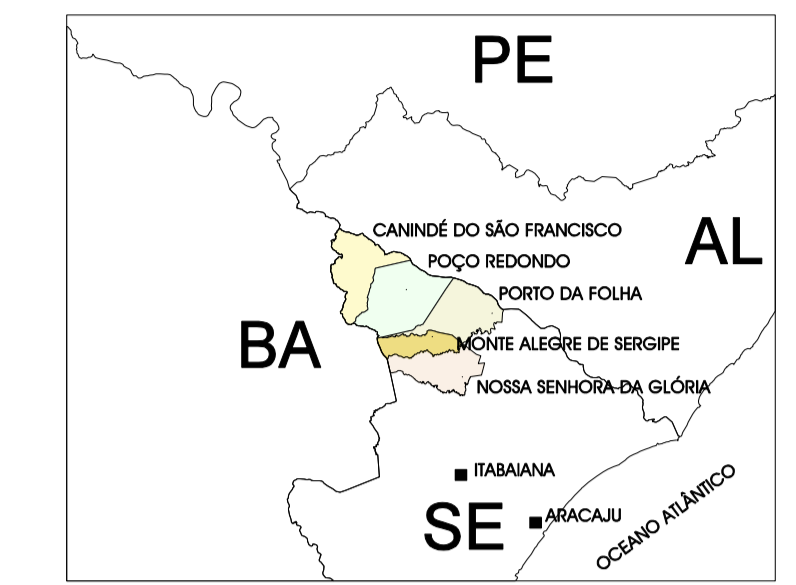 PE
CANINDÉ DO SÃO FRANCISCO
AL
POÇO REDONDO
PORTO DA FOLHA
BA
MONTE ALEGRE DE SERGIPE
NOSSA SENHORA DA GLÓRIA
ITABAIANA
SE
ARACAJU
OCEANO ATLÂNTICO